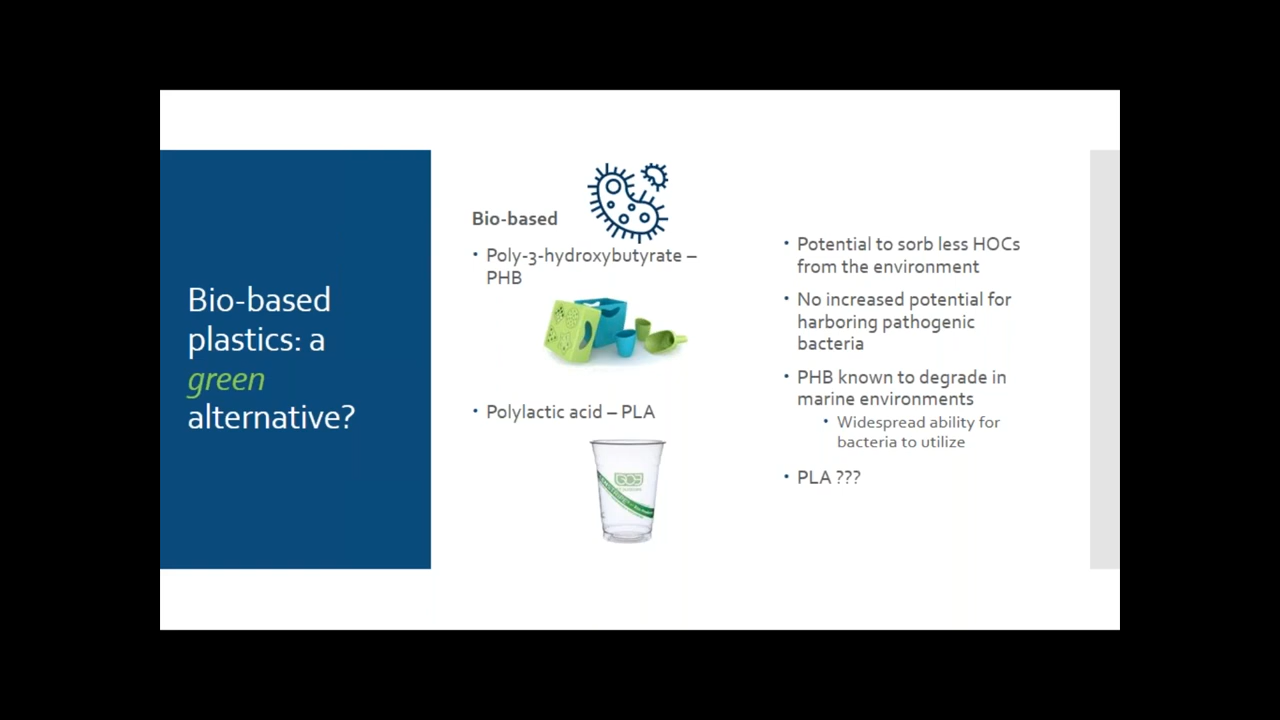 Bio-based
plastics: a
green
alternative?
Bio-based
• Poly-3-hydroxybutyrate –
PHB
• Polylactic acid – PLA
• Potential to sorb less HOCs
from the environment
• No increased potential for
harboring pathogenic
bacteria
• PHB known to degrade in
marine environments
• Widespread ability for
bacteria to utilize
• PLA ???